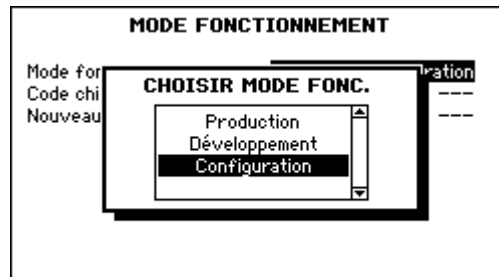 MODE FONCTIONNEMENT
Mode for ration
Code chi ---
Nouveau ---
CHOISIR MODE FONC.
Production
Développement
Configuration